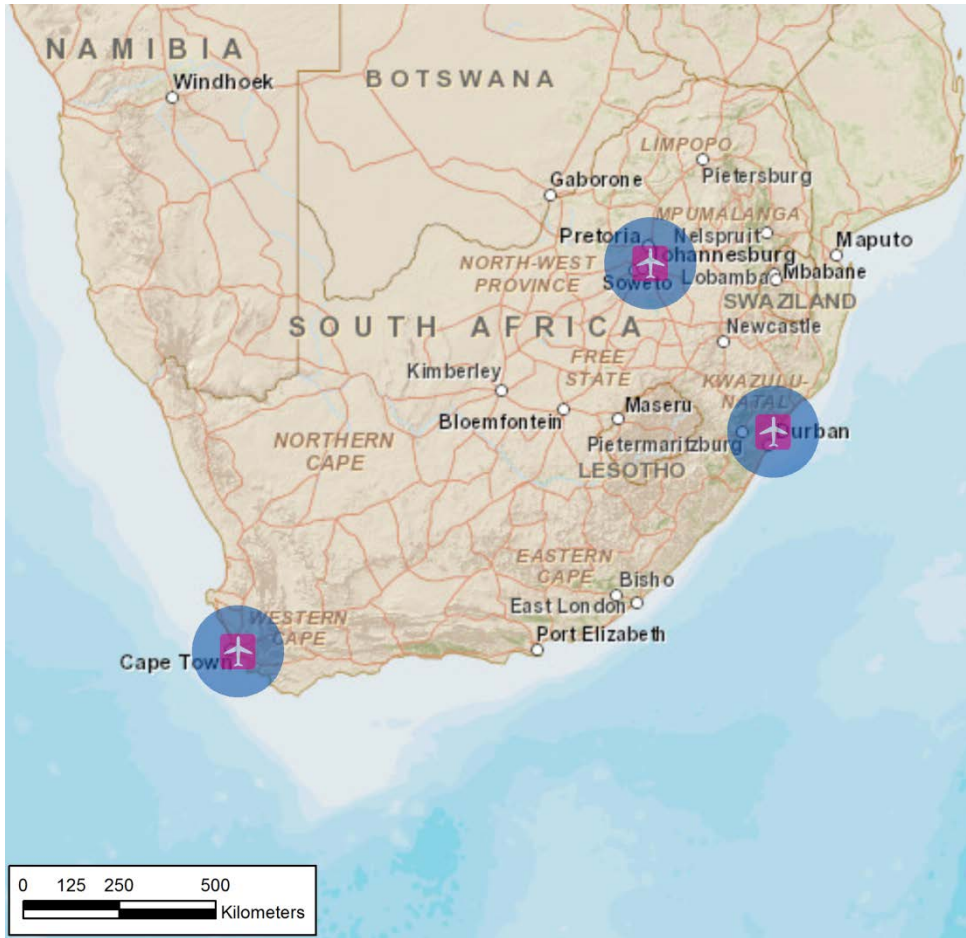 NAMIBIA
Windhoek
BOTSWANA
LIMPOPO
Pietersburg
Gaborone
MPUMALANGA
Pretoria
Nelspruit
Maputo
ohannesburg
NORTH-WEST
PROVINCE
Soweto
Lobamba
Mbabane
SWAZILAND
SOUTH AFRICA
Newcastle
FREE
STATE
Kimberley
KWAZULU-
NATAL
Bloemfontein
Maseru
Durban
Pietermaritzburg
NORTHERN
CAPE
LESOTHO
EASTERN
CAPE
Bisho
East London
WESTERN
CAPE
Port Elizabeth
Cape Town
0 125 250 500
Kilometers